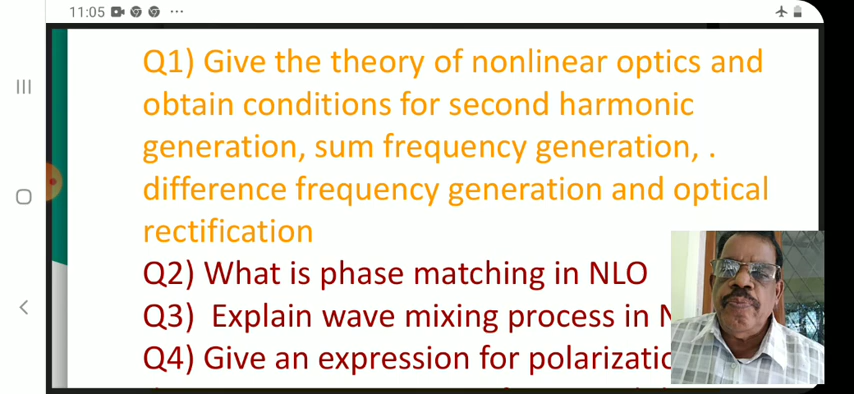 11:05
Q1) Give the theory of nonlinear optics and
obtain conditions for second harmonic
generation, sum frequency generation, .
difference frequency generation and optical
rectification
Q2) What is phase matching in NLO
Q3) Explain wave mixing process in
Q4) Give an expression for